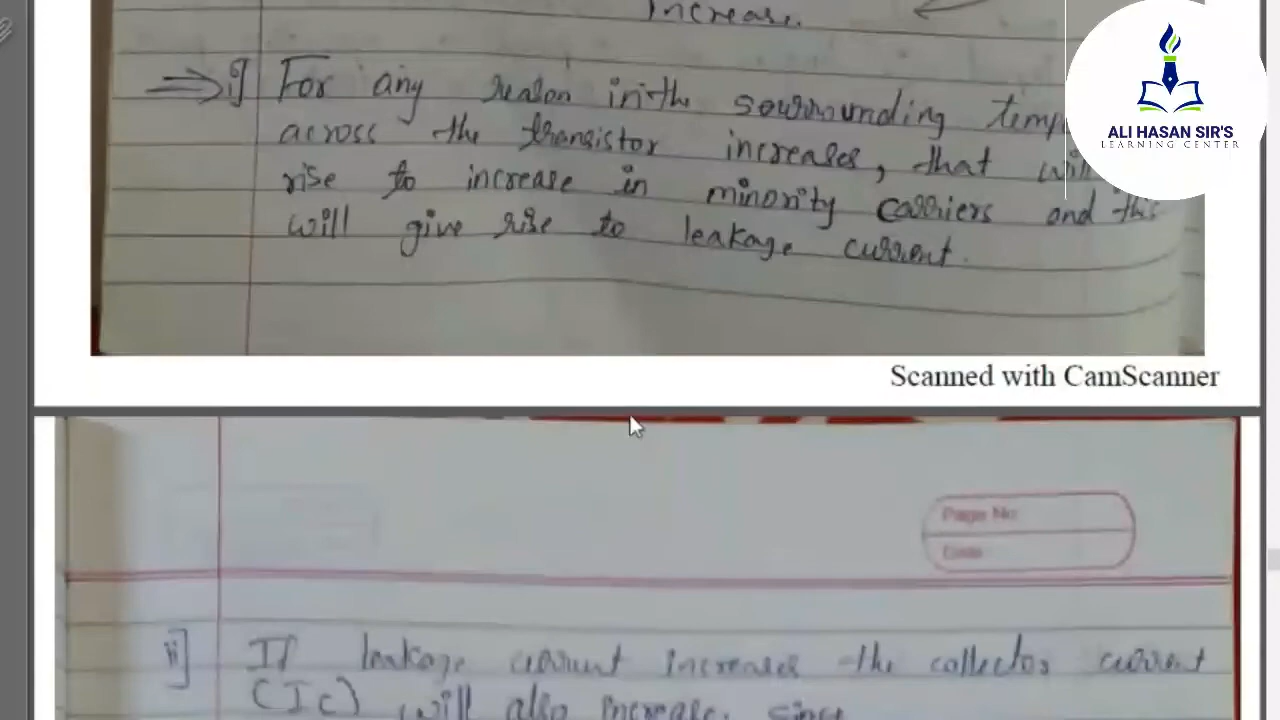 Increase.
⇒ i] For any reason in the sourrounding temp
across the transistor increases, that will
rise to increase in minority carriers and this
will give rise to leakage current.
ALI HASAN SIR'S
LEARNING CENTER
Scanned with CamScanner
Page No
Date
ii] If leakage current increases the collector current
(Ic) will also increase, since